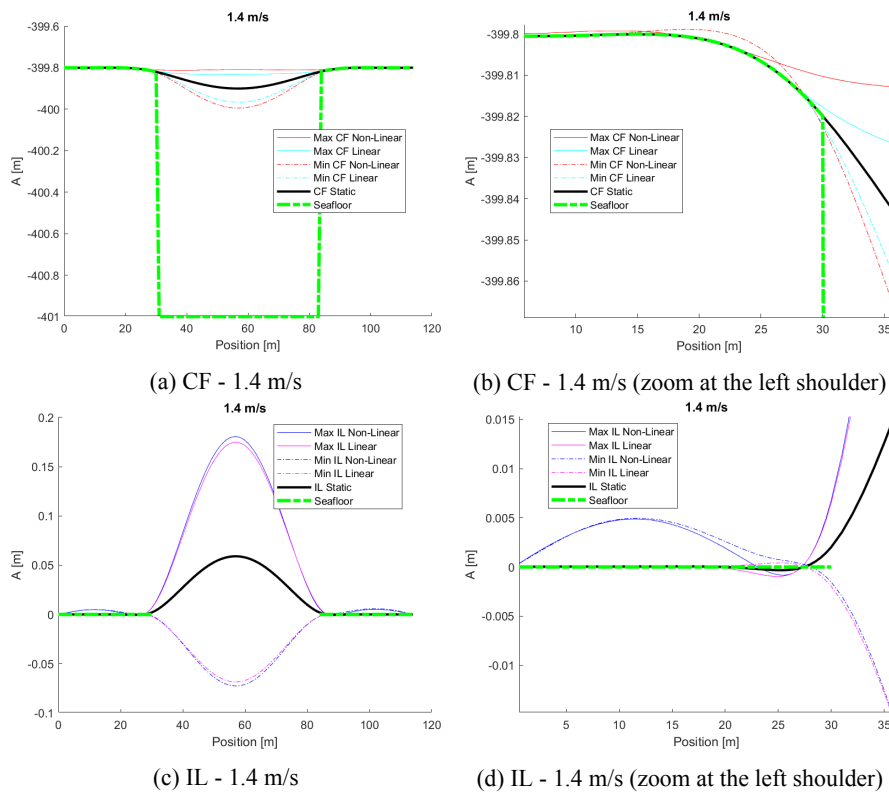 1.4 m/s
-399.6
-399.8
-400
-400.2
-400.4
-400.6
-400.8
-401
A [m]
0 20 40 60 80 100 120
Position [m]
Max CF Non-Linear
Max CF Linear
Min CF Non-Linear
Min CF Linear
CF Static
Seafloor
(a) CF - 1.4 m/s
1.4 m/s
-399.8
-399.81
-399.82
-399.83
-399.84
-399.85
-399.86
A [m]
10 15 20 25 30 35
Position [m]
Max CF Non-Linear
Max CF Linear
Min CF Non-Linear
Min CF Linear
CF Static
Seafloor
(b) CF - 1.4 m/s (zoom at the left shoulder)
1.4 m/s
0.2
0.15
0.1
0.05
0
-0.05
-0.1
A [m]
0 20 40 60 80 100 120
Position [m]
Max IL Non-Linear
Max IL Linear
Min IL Non-Linear
Min IL Linear
IL Static
Seafloor
(c) IL - 1.4 m/s
1.4 m/s
0.015
0.01
0.005
0
-0.005
-0.01
A [m]
5 10 15 20 25 30 35
Position [m]
Max IL Non-Linear
Max IL Linear
Min IL Non-Linear
Min IL Linear
IL Static
Seafloor
(d) IL - 1.4 m/s (zoom at the left shoulder)